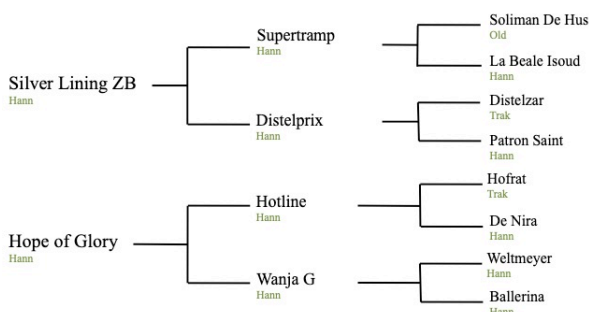 Soliman De Hus
Old
Supertramp
Hann
La Beale Isoud
Hann
Silver Lining ZB
Hann
Distelzar
Trak
Distelprix
Hann
Patron Saint
Hann
Hofrat
Trak
Hotline
Hann
De Nira
Hann
Hope of Glory
Hann
Weltmeyer
Hann
Wanja G
Hann
Ballerina
Hann